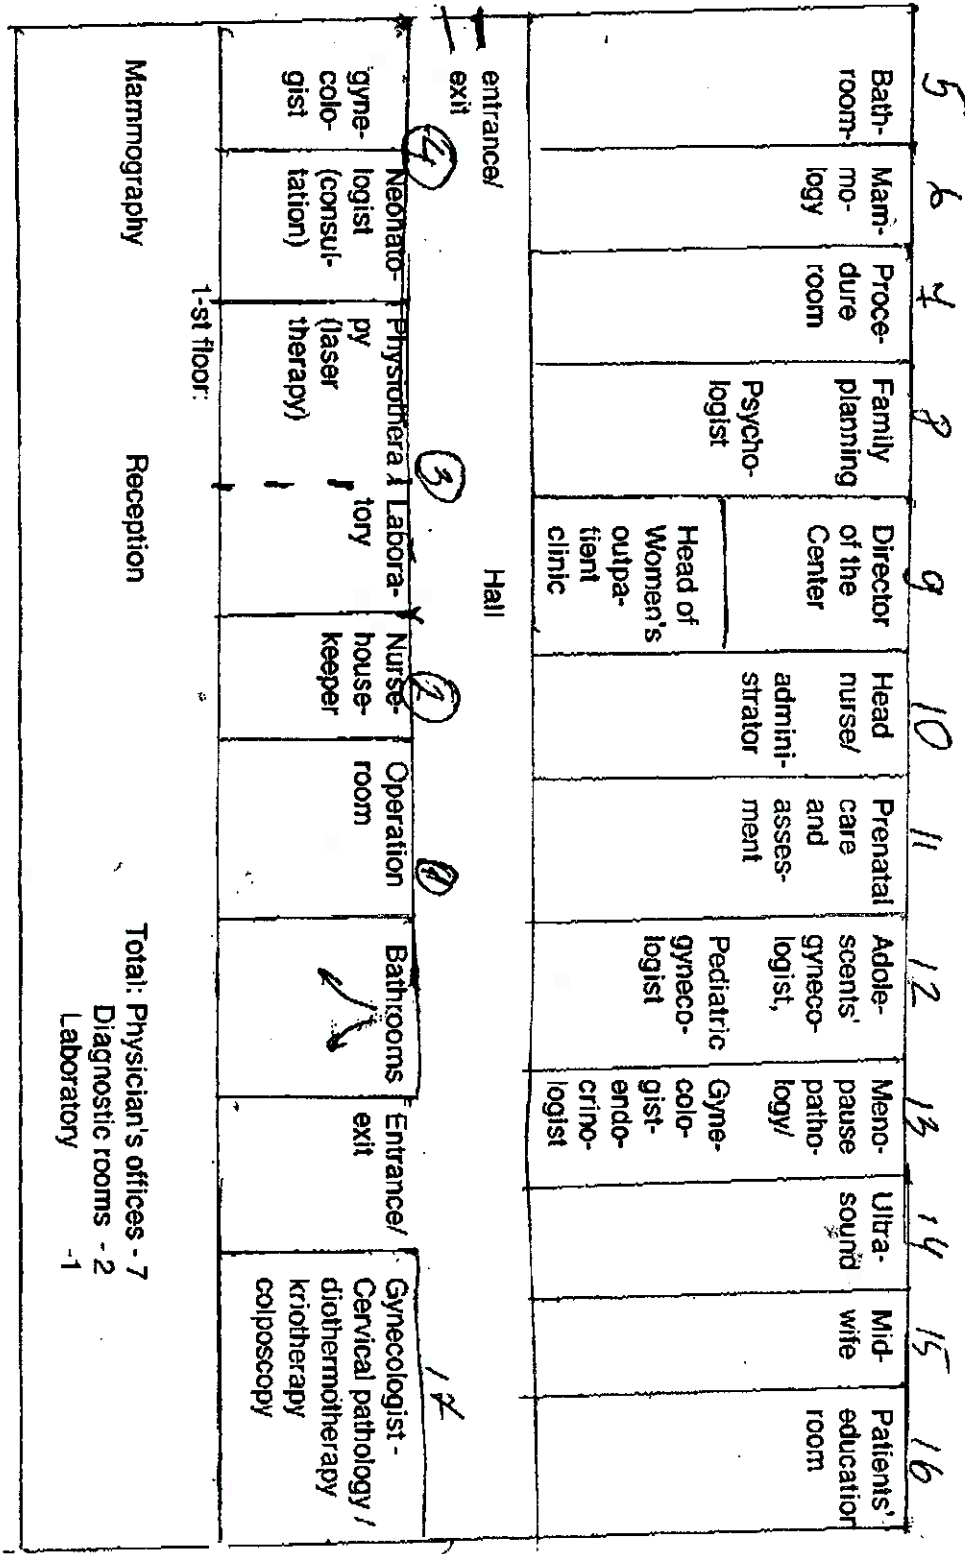 5
Bath-
room-
6
Mam-
mo-
logy
7
Proce-
dure
room
8
Family
planning
Psycho-
logist
9
Director
of the
Center
Head of
Women's
outpa-
tient
clinic
10
Head
nurse/
admini-
strator
11
Prenatal
care
and
asses-
ment
12
Adole-
scents'
gyneco-
logist,
Pediatric
gyneco-
logist
13
Meno-
pause
patho-
logy/
Gyne-
colo-
gist-
endo-
crino-
logist
14
Ultra-
sound
15
Mid-
wife
16
Patients'
education
room
entrance/
exit
Hall
4
3
2
1
17
gyne-
colo-
gist
Neonato-
logist
(consul-
tation)
Physiothera
py
(laser
therapy)
Labora-
tory
Nurse-
house-
keeper
Operation
room
Bathrooms
Entrance/
exit
Gynecologist -
Cervical pathology /
diothermotherapy
kriotherapy
colposcopy
1-st floor:
Mammography
Reception
Total: Physician's offices - 7
Diagnostic rooms - 2
Laboratory -1